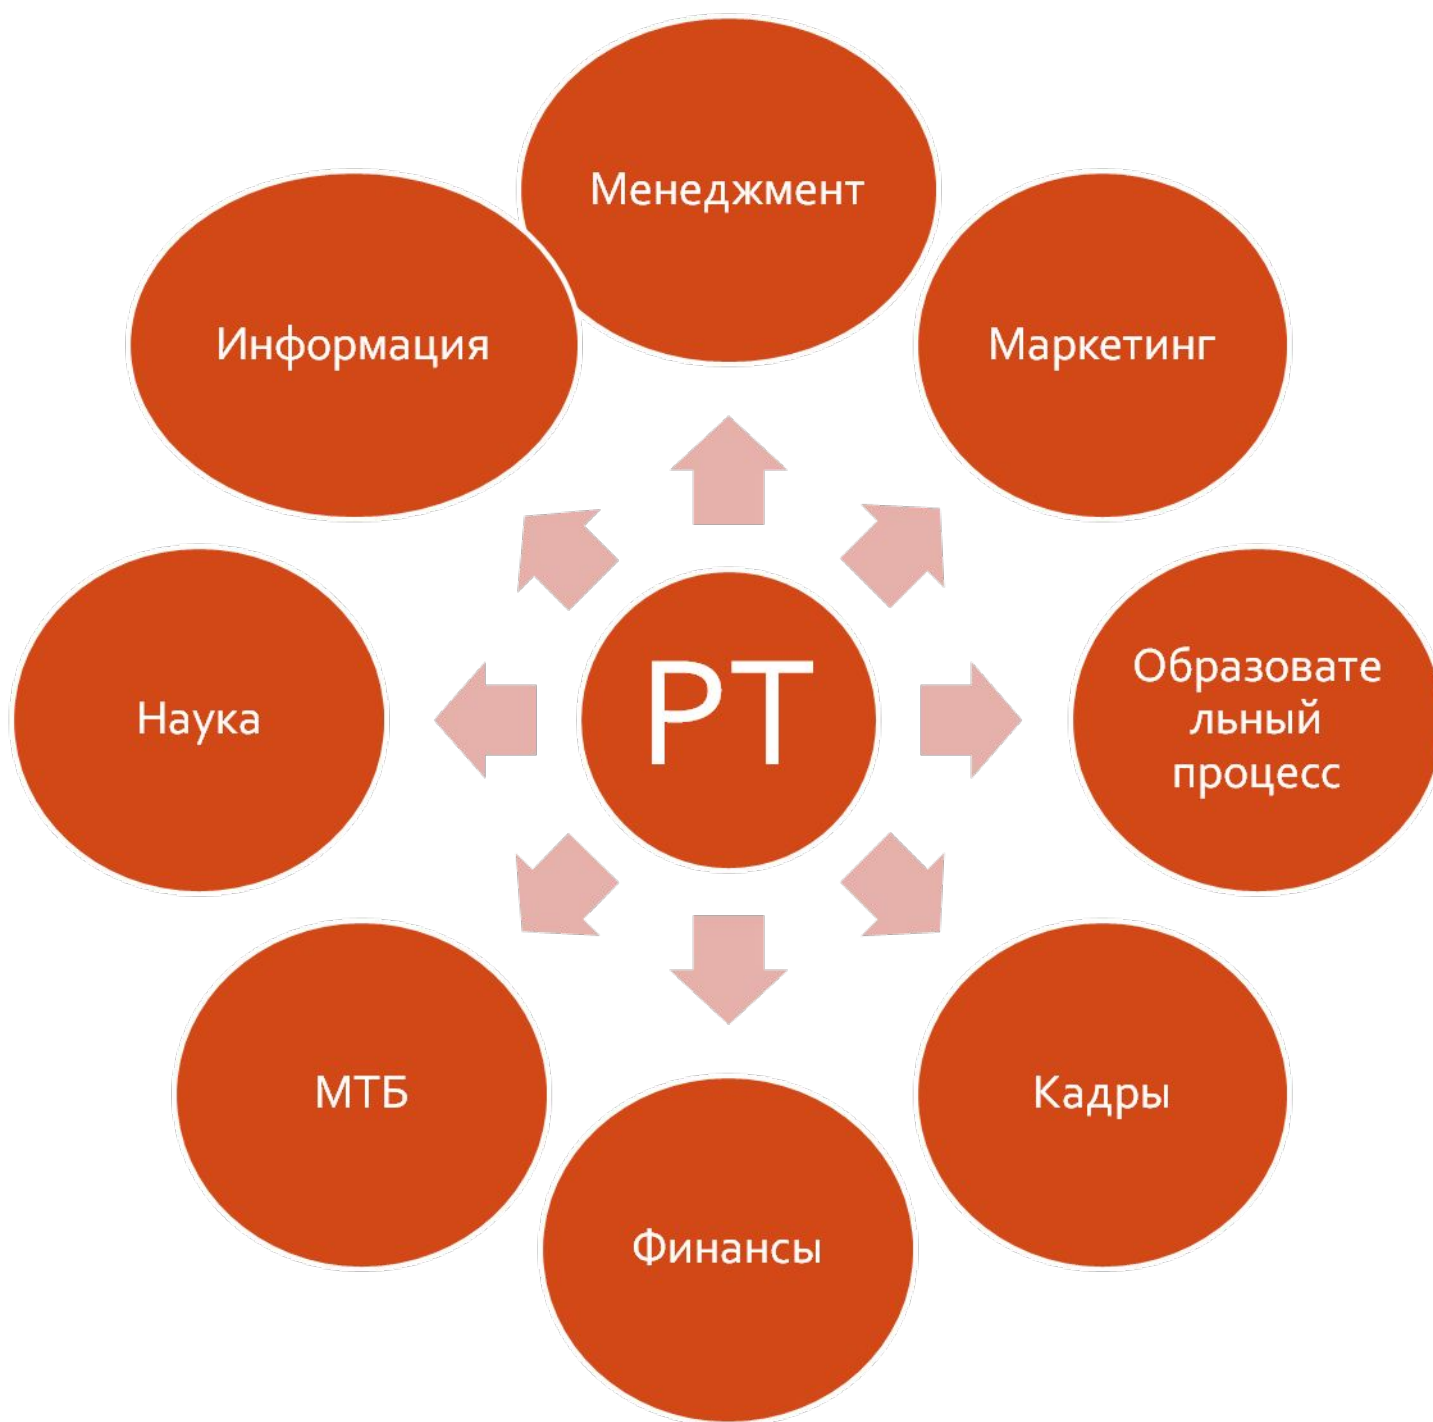 Менеджмент
Информация
Маркетинг
Наука
РТ
Образовате
льный
процесс
МТБ
Кадры
Финансы